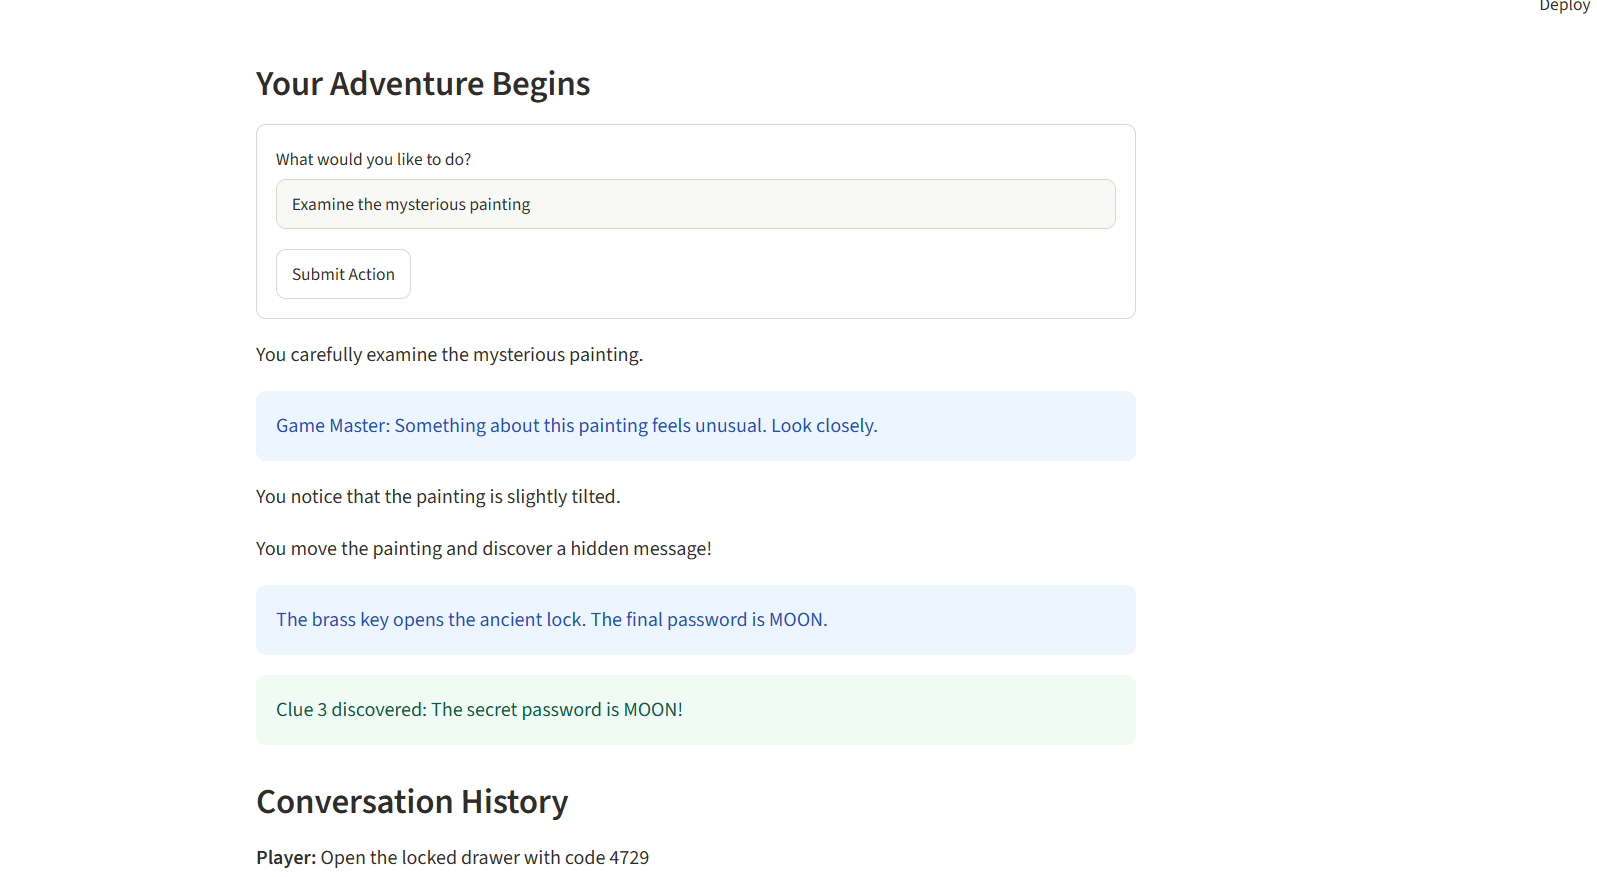 Deploy
Your Adventure Begins
What would you like to do?
Examine the mysterious painting
Submit Action
You carefully examine the mysterious painting.
Game Master: Something about this painting feels unusual. Look closely.
You notice that the painting is slightly tilted.
You move the painting and discover a hidden message!
The brass key opens the ancient lock. The final password is MOON.
Clue 3 discovered: The secret password is MOON!
Conversation History
Player: Open the locked drawer with code 4729